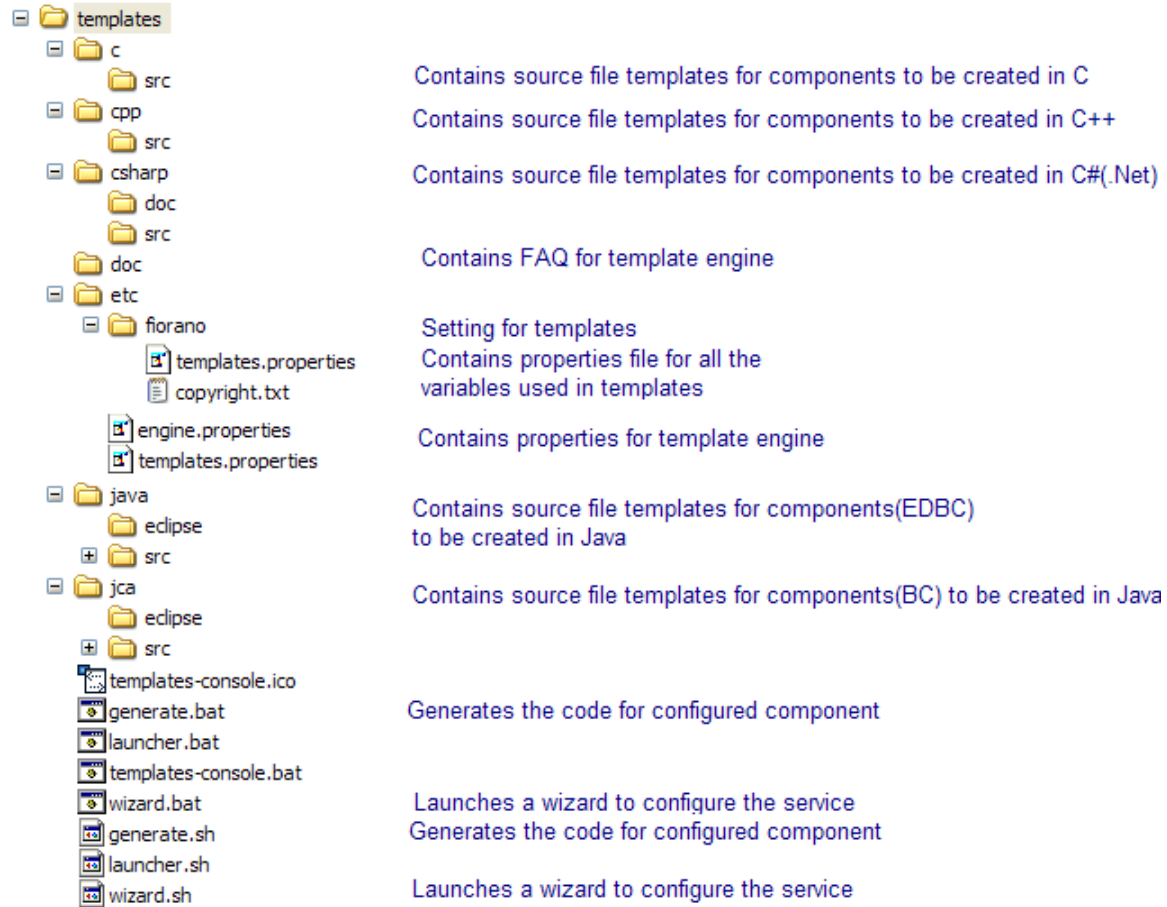 templates
c
src
Contains source file templates for components to be created in C
cpp
Contains source file templates for components to be created in C++
src
csharp
Contains source file templates for components to be created in C#(.Net)
doc
src
doc
Contains FAQ for template engine
etc
fiorano
Setting for templates
templates.properties
Contains properties file for all the
copyright.txt
variables used in templates
engine.properties
Contains properties for template engine
templates.properties
java
Contains source file templates for components(EDBC)
eclipse
to be created in Java
src
jca
Contains source file templates for components(BC) to be created in Java
eclipse
src
templates-console.ico
generate.bat
Generates the code for configured component
launcher.bat
templates-console.bat
wizard.bat
Launches a wizard to configure the service
generate.sh
Generates the code for configured component
launcher.sh
wizard.sh
Launches a wizard to configure the service